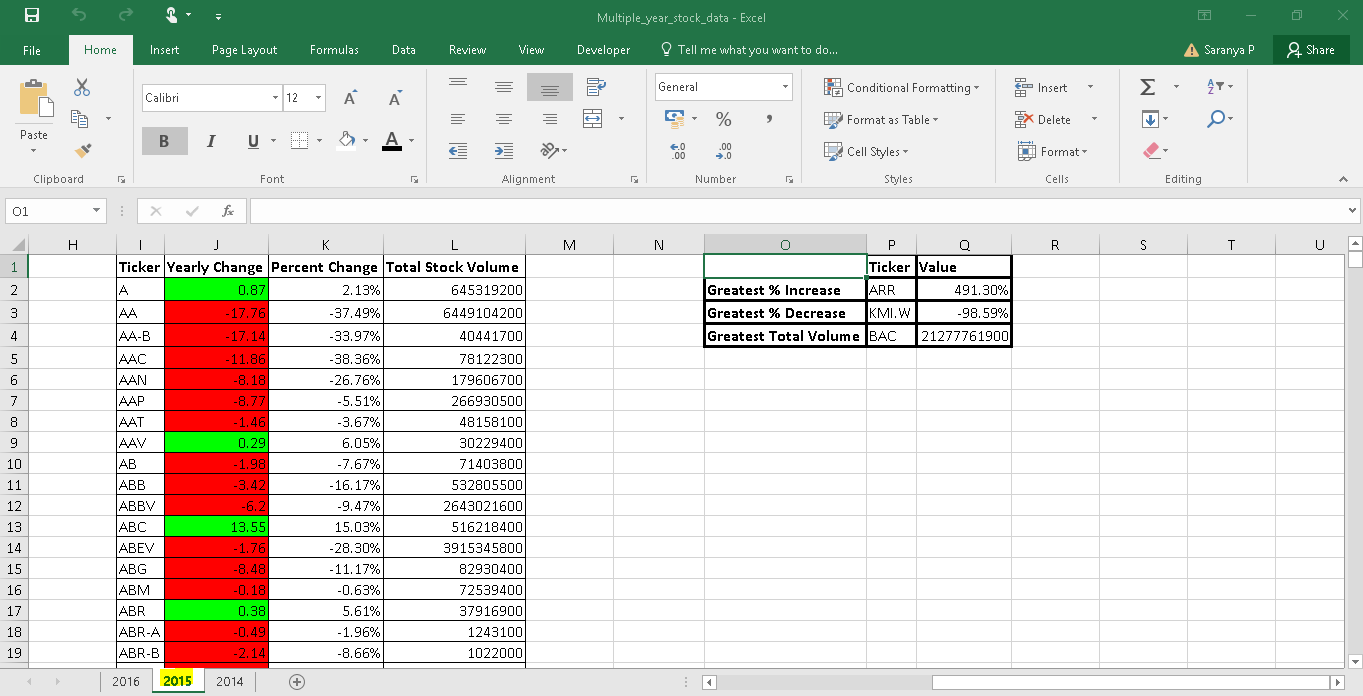 Multiple_year_stock_data - Excel
File Home Insert Page Layout Formulas Data Review View Developer Tell me what you want to do... Saranya P Share
Calibri 12 General Conditional Formatting Insert
Paste B I U A % , Format as Table Delete
Cell Styles Format
Clipboard Font Alignment Number Styles Cells Editing
O1 fx
H I J K L M N O P Q R S T U
1 Ticker Yearly Change Percent Change Total Stock Volume Ticker Value
2 A 0.87 2.13% 645319200 Greatest % Increase ARR 491.30%
3 AA -17.76 -37.49% 6449104200 Greatest % Decrease KMI.W -98.59%
4 AA-B -17.14 -33.97% 40441700 Greatest Total Volume BAC 21277761900
5 AAC -11.86 -38.36% 78122300
6 AAN -8.18 -26.76% 179606700
7 AAP -8.77 -5.51% 266930500
8 AAT -1.46 -3.67% 48158100
9 AAV 0.29 6.05% 30229400
10 AB -1.98 -7.67% 71403800
11 ABB -3.42 -16.17% 532805500
12 ABBV -6.2 -9.47% 2643021600
13 ABC 13.55 15.03% 516218400
14 ABEV -1.76 -28.30% 3915345800
15 ABG -8.48 -11.17% 82930400
16 ABM -0.18 -0.63% 72539400
17 ABR 0.38 5.61% 37916900
18 ABR-A -0.49 -1.96% 1243100
19 ABR-B -2.14 -8.66% 1022000
2016 2015 2014